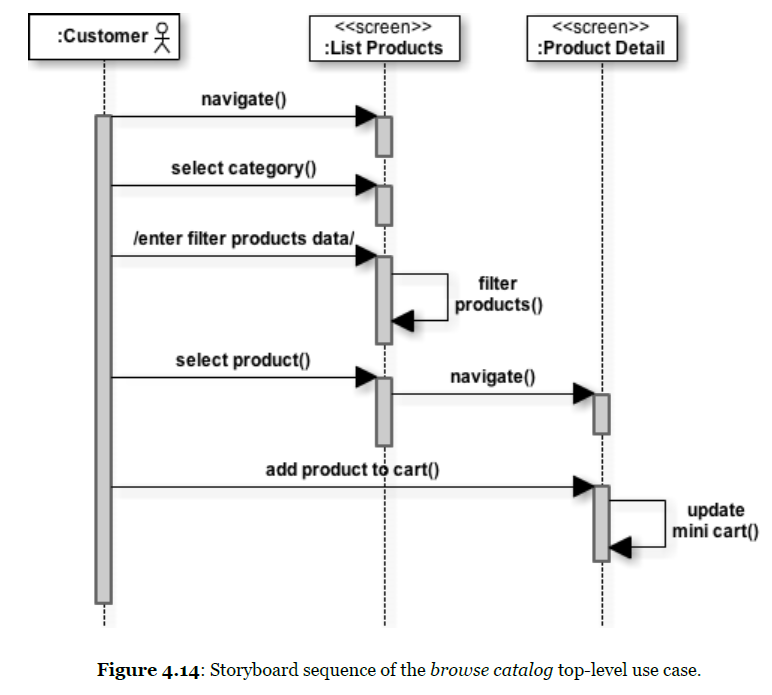 :Customer
<<screen>>
:List Products
<<screen>>
:Product Detail
navigate()
select category()
/enter filter products data/
filter
products()
select product()
navigate()
add product to cart()
update
mini cart()
Figure 4.14: Storyboard sequence of the browse catalog top-level use case.